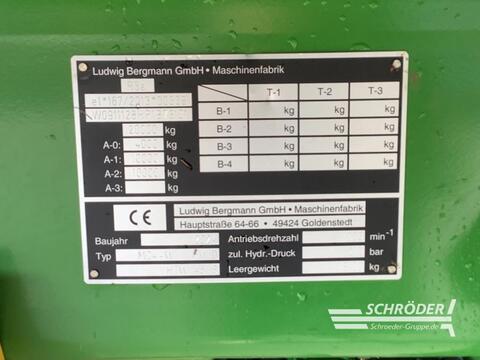 Ludwig Bergmann GmbH • Maschinenfabrik
R3a
T-1 T-2 T-3
20000 kg
B-1 kg kg kg
A-0: 4000 kg
B-2 kg kg kg
A-1: kg
B-3 kg kg kg
A-2: kg
B-4 kg kg kg
A-3: kg
CE
Ludwig Bergmann GmbH • Maschinenfabrik
Hauptstraße 64-66 • 49424 Goldenstedt
Baujahr Antriebsdrehzahl min⁻¹
Typ zul. Hydr.-Druck bar
Leergewicht kg
SCHRÖDER
Schroeder-Gruppe.de